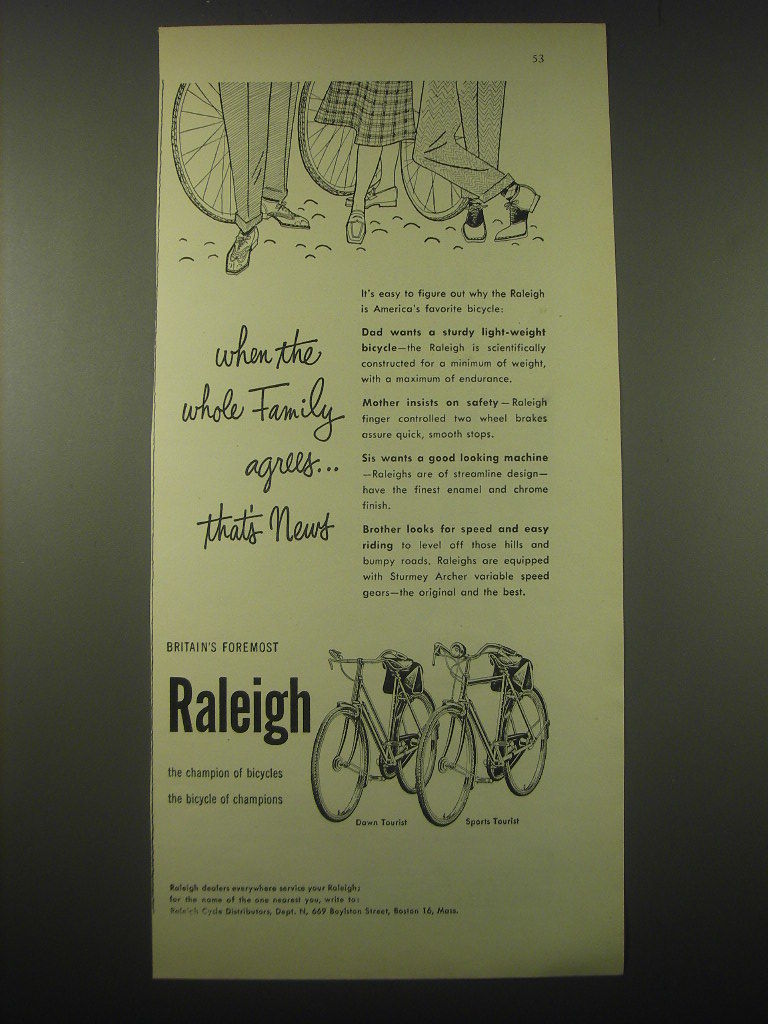 53
It's easy to figure out why the Raleigh
is America's favorite bicycle:
Dad wants a sturdy light-weight
bicycle—the Raleigh is scientifically
constructed for a minimum of weight,
with a maximum of endurance.
Mother insists on safety—Raleigh
finger controlled two wheel brakes
assure quick, smooth stops.
Sis wants a good looking machine
—Raleighs are of streamline design—
have the finest enamel and chrome
finish.
Brother looks for speed and easy
riding to level off those hills and
bumpy roads. Raleighs are equipped
with Sturmey Archer variable speed
gears—the original and the best.
when the
whole Family
agrees...
that's News
BRITAIN'S FOREMOST
Raleigh
the champion of bicycles
the bicycle of champions
Dawn Tourist
Sports Tourist
Raleigh dealers everywhere service your Raleigh;
for the name of the one nearest you, write to:
Raleigh Cycle Distributors, Dept. N, 669 Boylston Street, Boston 16, Mass.